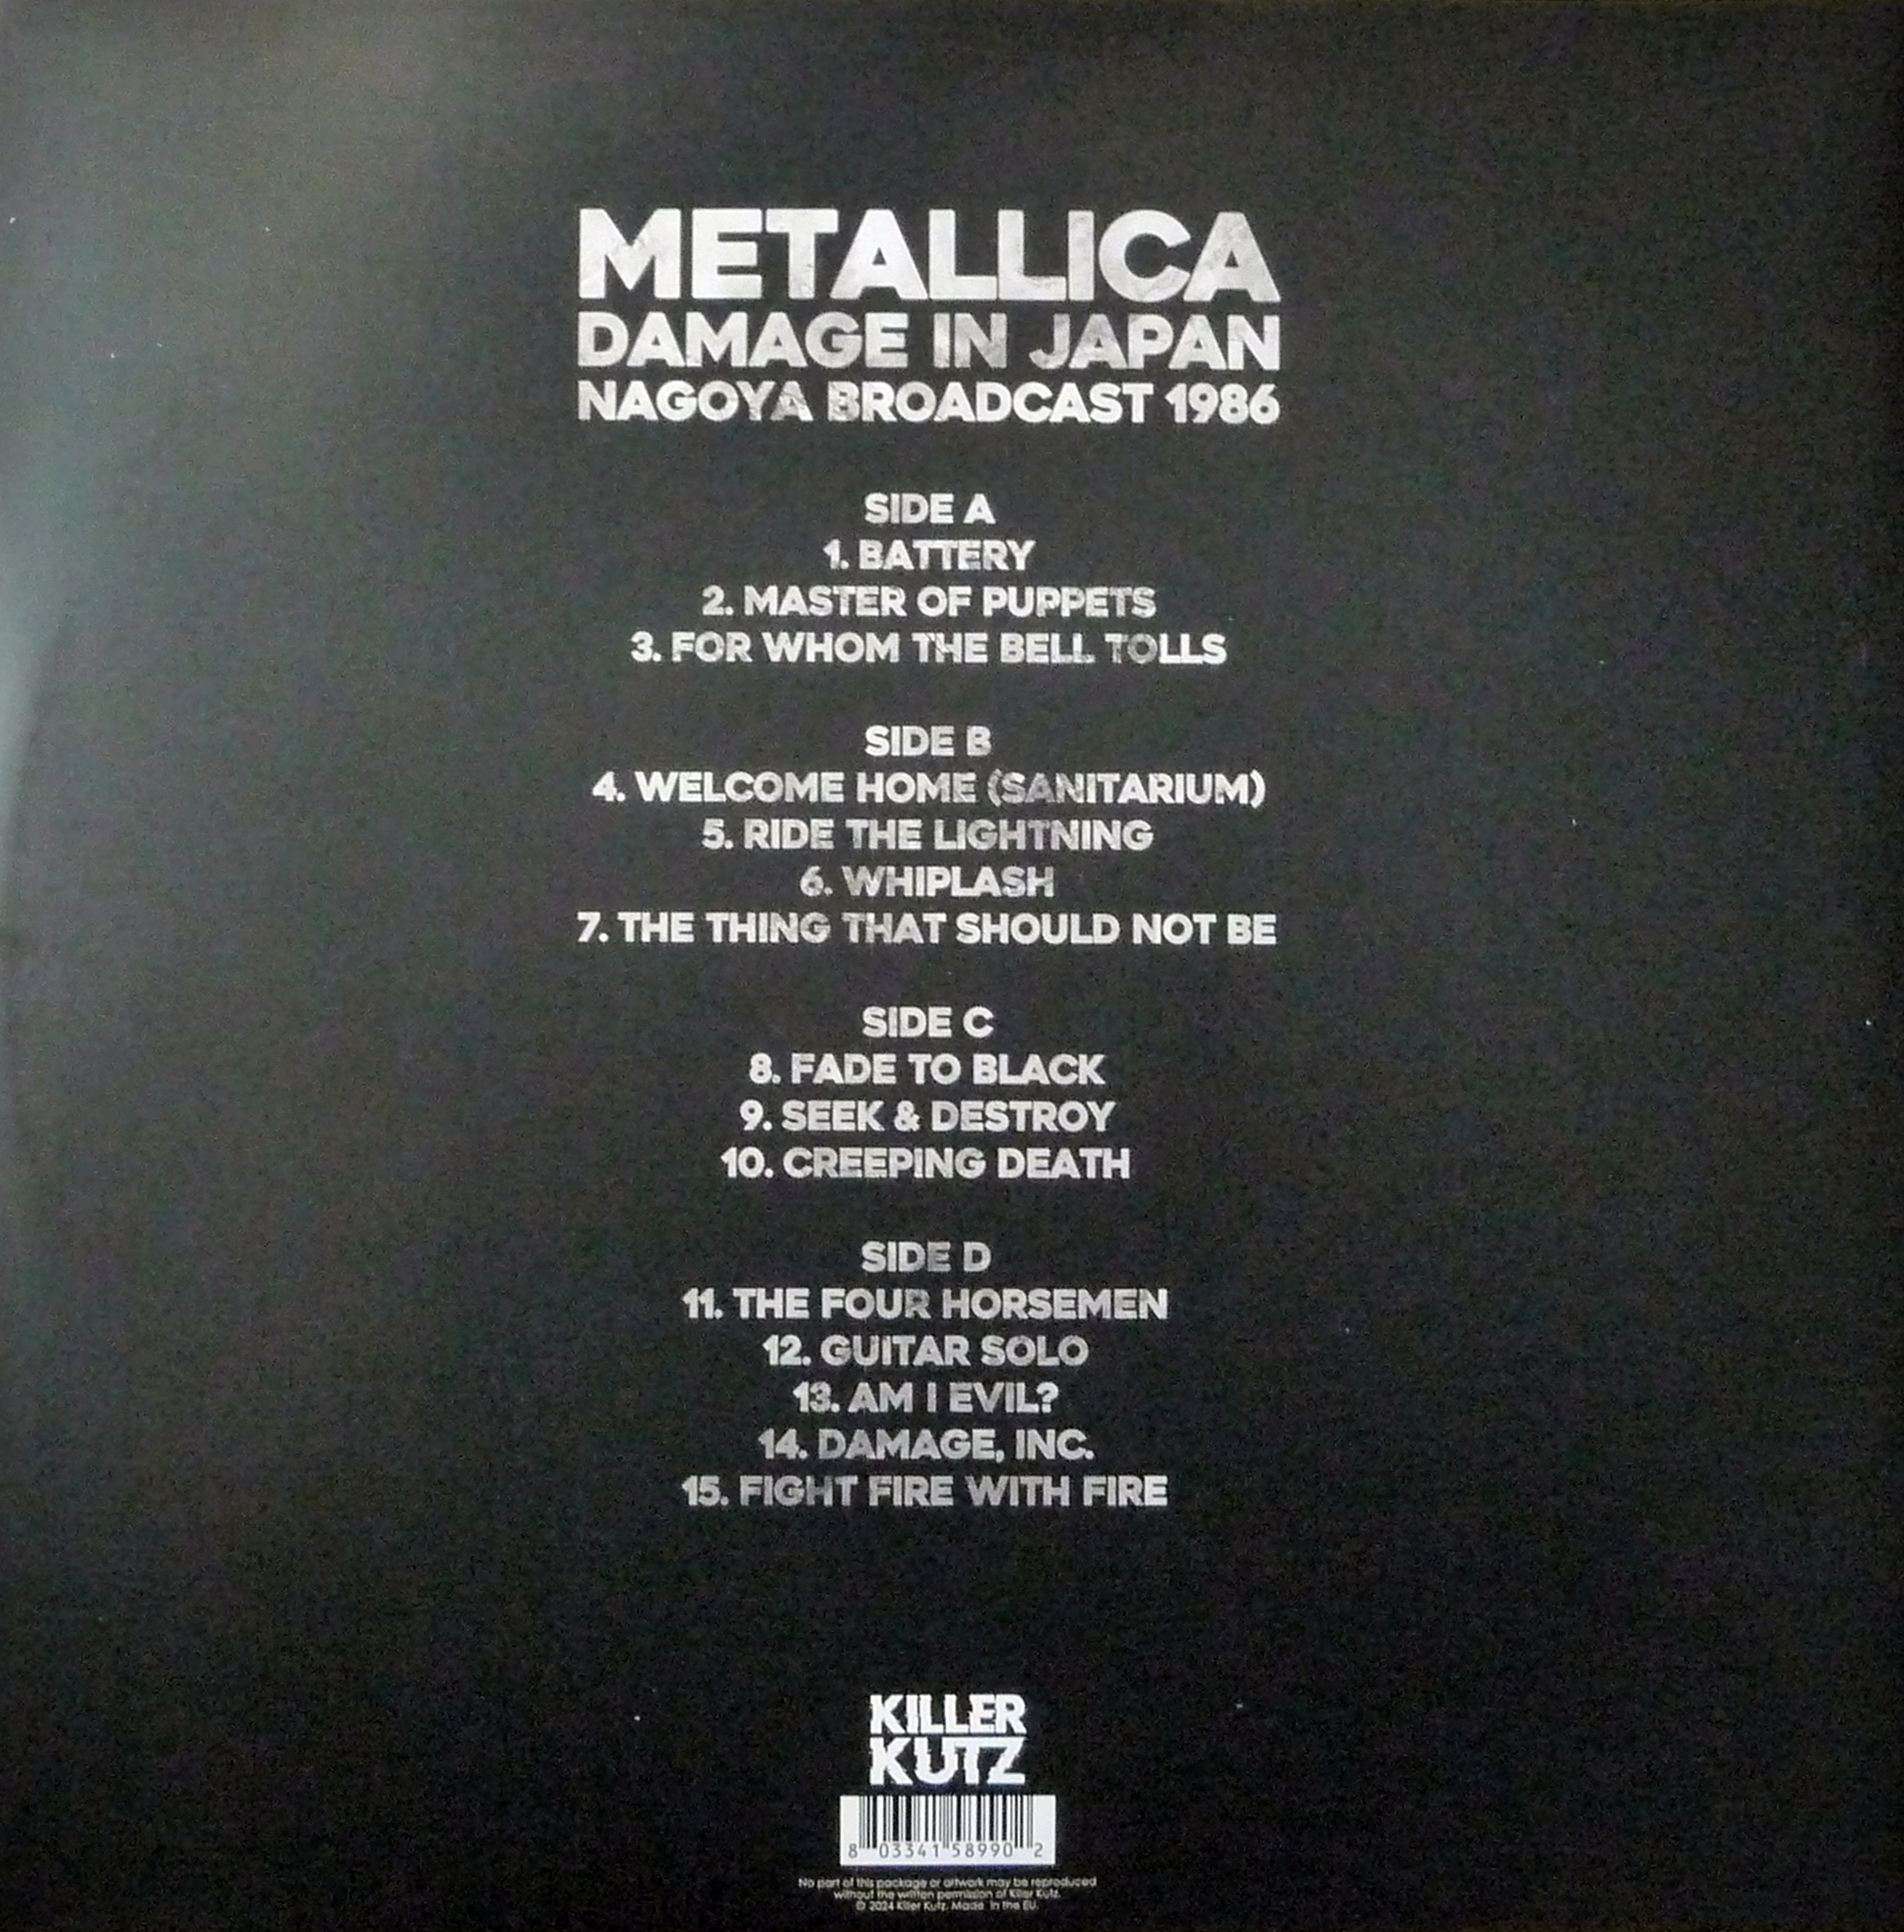 METALLICA
DAMAGE IN JAPAN
NAGOYA BROADCAST 1986
SIDE A
1. BATTERY
2. MASTER OF PUPPETS
3. FOR WHOM THE BELL TOLLS
SIDE B
4. WELCOME HOME (SANITARIUM)
5. RIDE THE LIGHTNING
6. WHIPLASH
7. THE THING THAT SHOULD NOT BE
SIDE C
8. FADE TO BLACK
9. SEEK & DESTROY
10. CREEPING DEATH
SIDE D
11. THE FOUR HORSEMEN
12. GUITAR SOLO
13. AM I EVIL?
14. DAMAGE, INC.
15. FIGHT FIRE WITH FIRE
KILLER
KUTZ
8 03341 58990 2
No part of this package or artwork may be reproduced
without the written permission of Killer Kutz.
© 2024 Killer Kutz. Made in the EU.